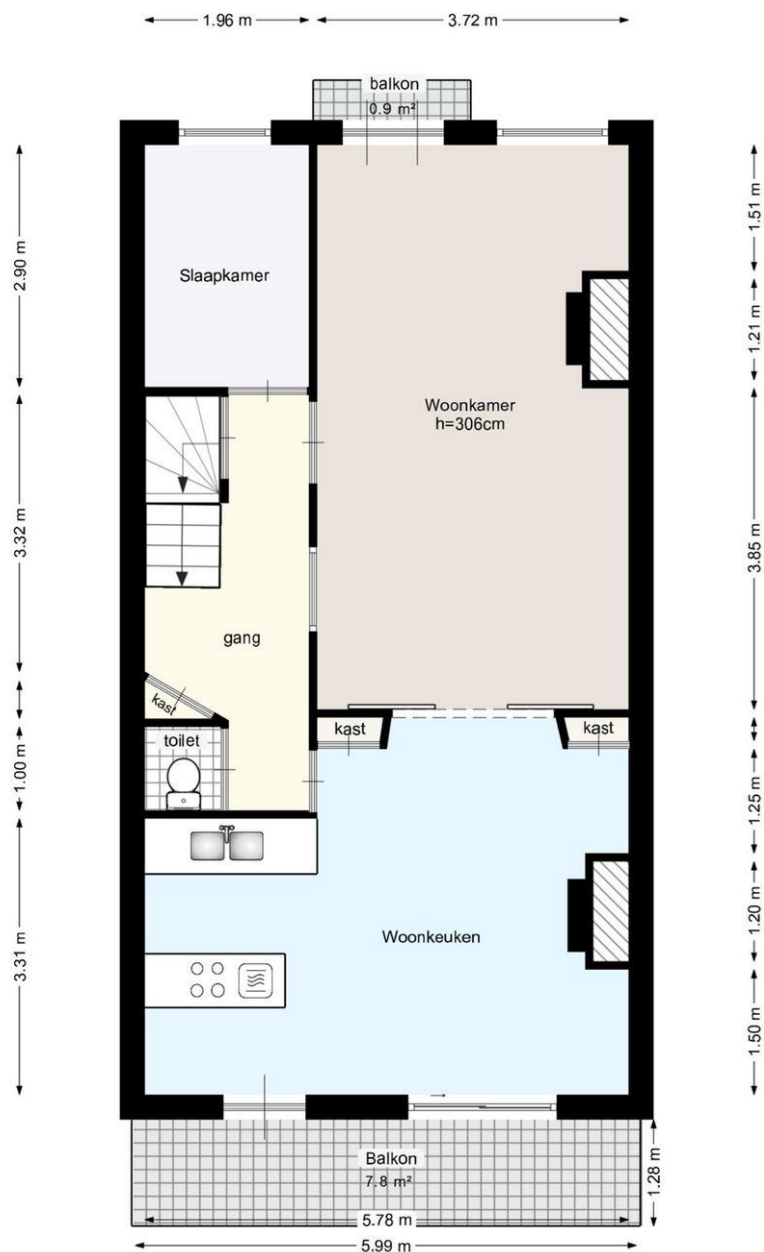 1.96 m
3.72 m
balkon
0.9 m²
Slaapkamer
Woonkamer
h=306cm
gang
kast
toilet
kast
kast
Woonkeuken
Balkon
7.8 m²
5.78 m
5.99 m
2.90 m
3.32 m
1.00 m
3.31 m
1.51 m
1.21 m
3.85 m
1.25 m
1.20 m
1.50 m
1.28 m